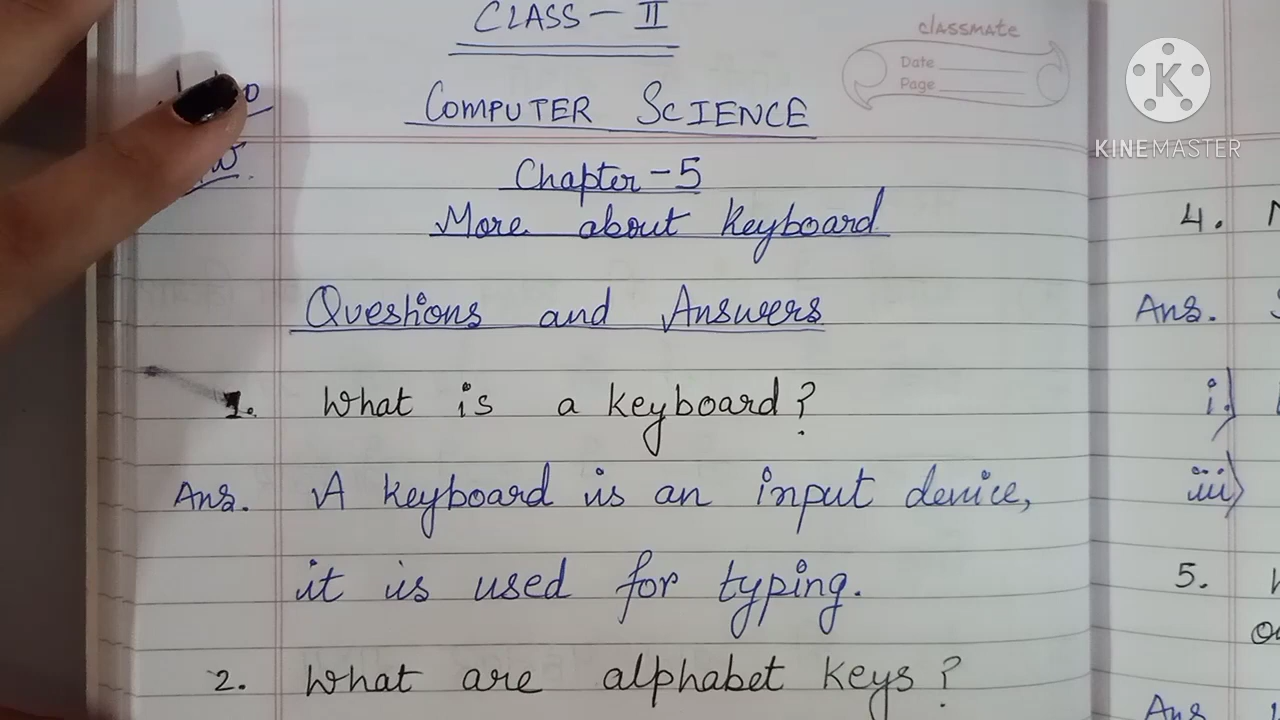 CLASS - II
classmate
Date
Page
COMPUTER SCIENCE
KINEMASTER
Chapter - 5
More about keyboard
Questions and Answers
1. What is a keyboard?
Ans. A keyboard is an input device,
it is used for typing.
2. What are alphabet keys?
4.
Ans.
i)
iii)
5.
Ans